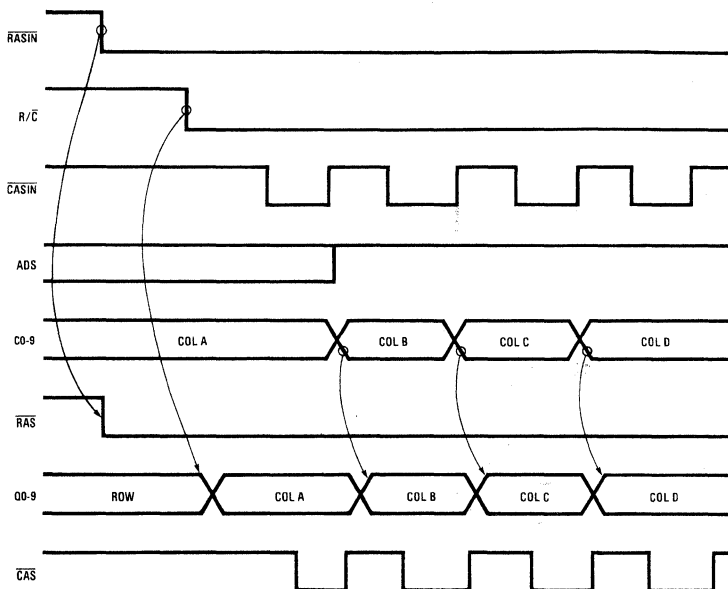 RASIN
R/C
CASIN
ADS
C0-9
COL A
COL B
COL C
COL D
RAS
Q0-9
ROW
COL A
COL B
COL C
COL D
CAS